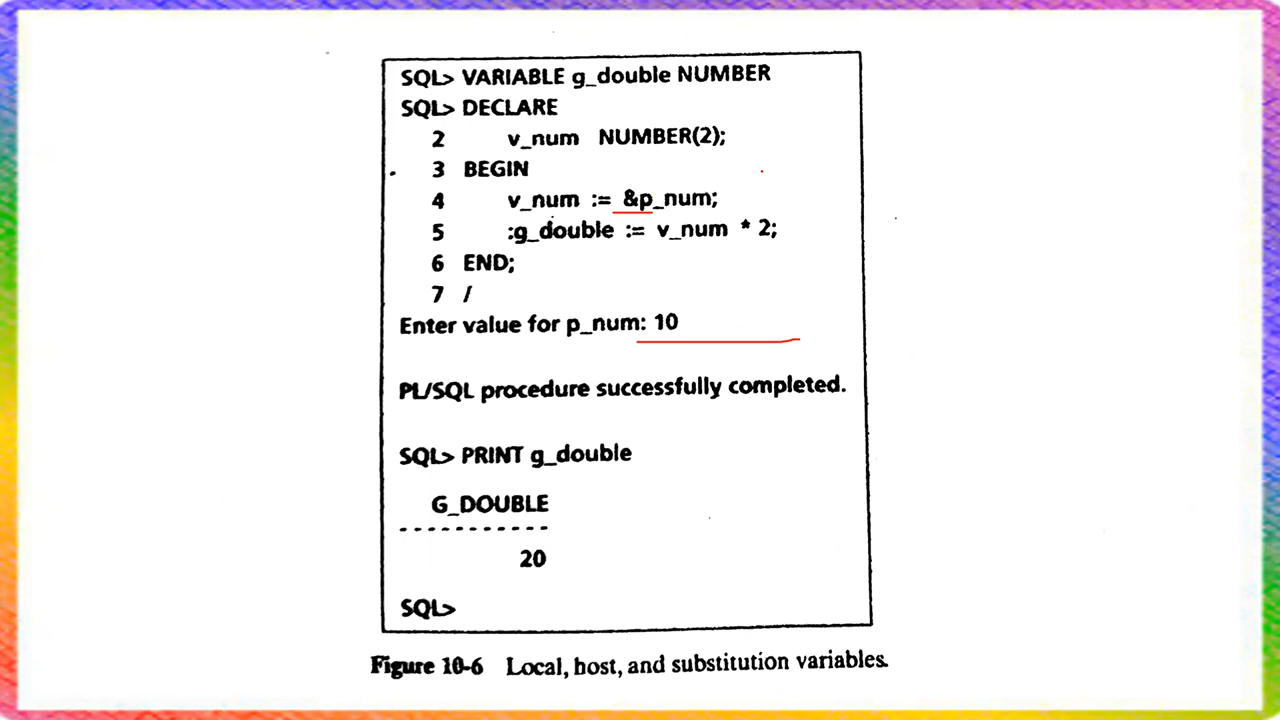 SQL> VARIABLE g_double NUMBER
SQL> DECLARE
2 v_num NUMBER(2);
3 BEGIN
4 v_num := &p_num;
5 :g_double := v_num * 2;
6 END;
7 /
Enter value for p_num: 10
PL/SQL procedure successfully completed.
SQL> PRINT g_double
G_DOUBLE
-----------
20
SQL>
Figure 10-6 Local, host, and substitution variables.